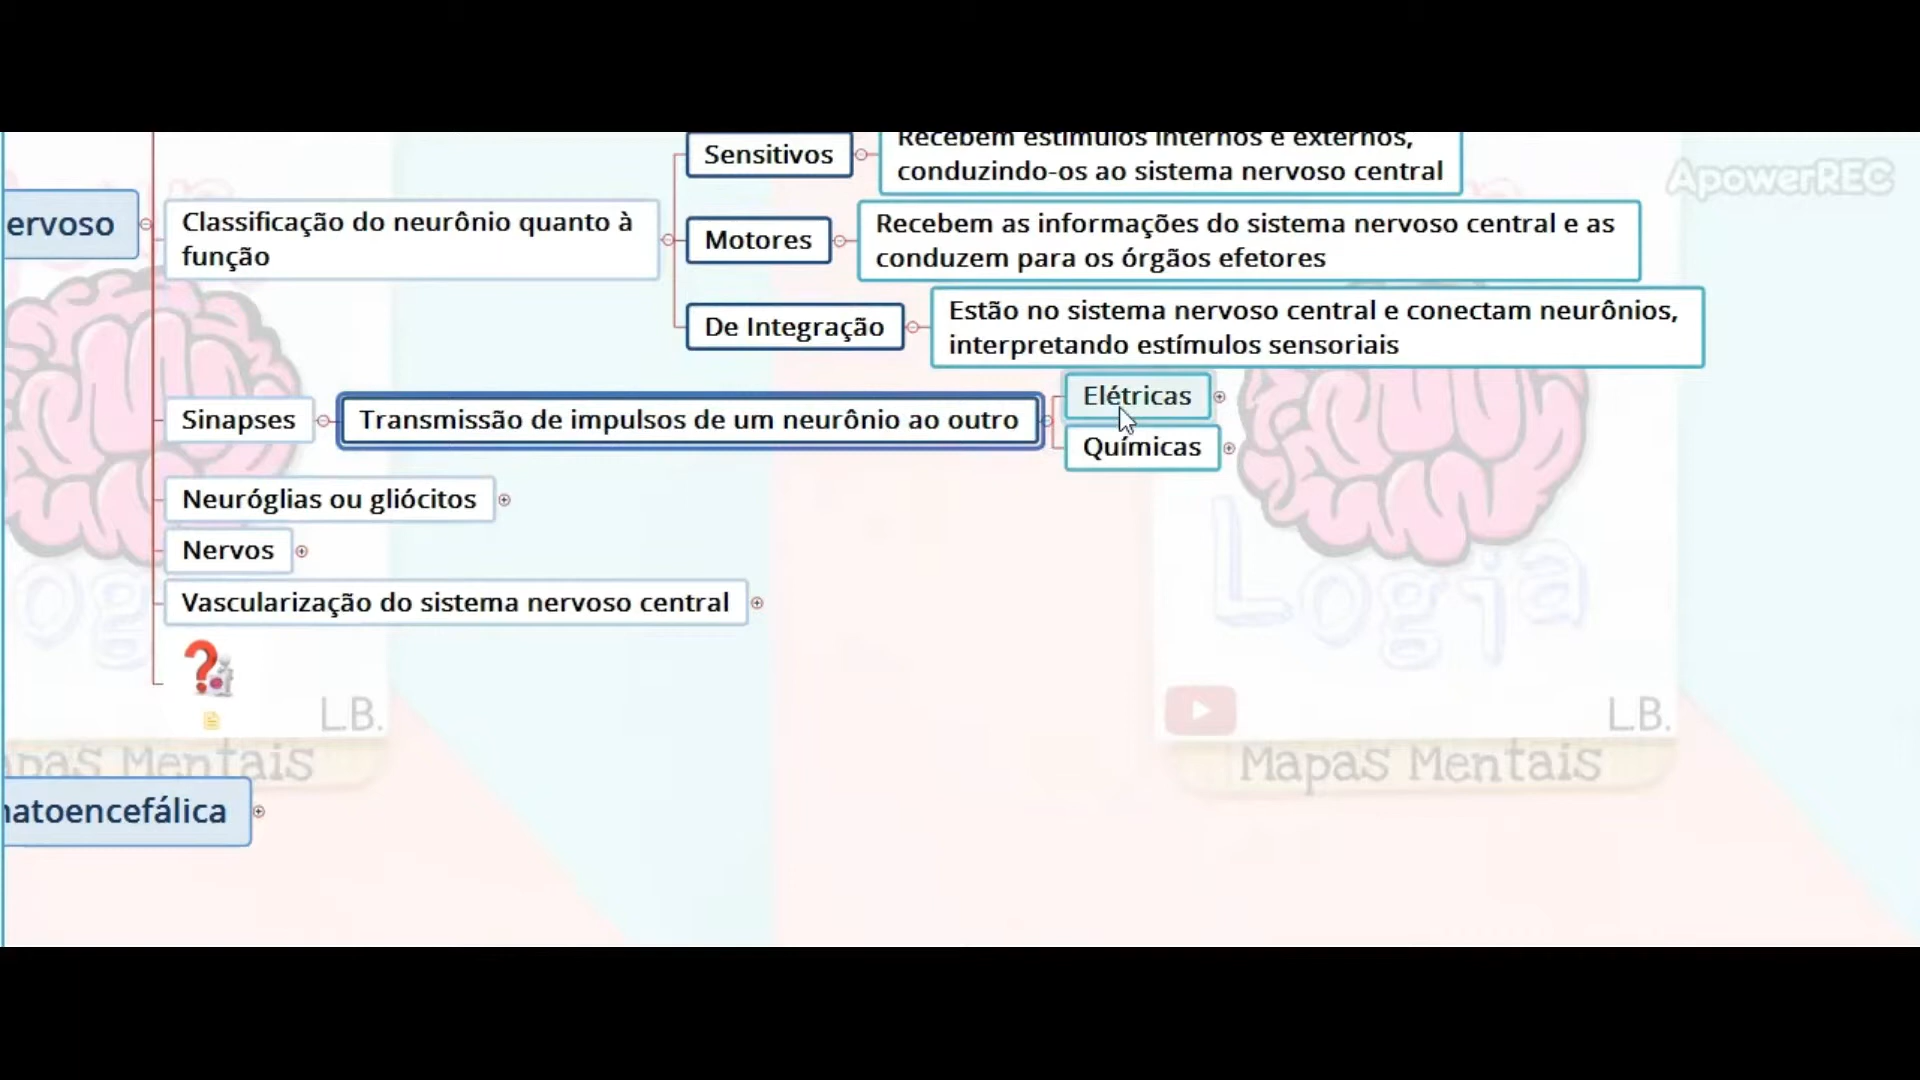 Recebem estímulos internos e externos,
conduzindo-os ao sistema nervoso central
Sensitivos
ApowerREC
ervoso
Classificação do neurônio quanto à
função
Motores
Recebem as informações do sistema nervoso central e as
conduzem para os órgãos efetores
De Integração
Estão no sistema nervoso central e conectam neurônios,
interpretando estímulos sensoriais
Sinapses
Transmissão de impulsos de um neurônio ao outro
Elétricas
Químicas
Neuróglias ou gliócitos
Nervos
Vascularização do sistema nervoso central
Logia
L.B.
L.B.
apas Mentais
Mapas Mentais
natoencefálica